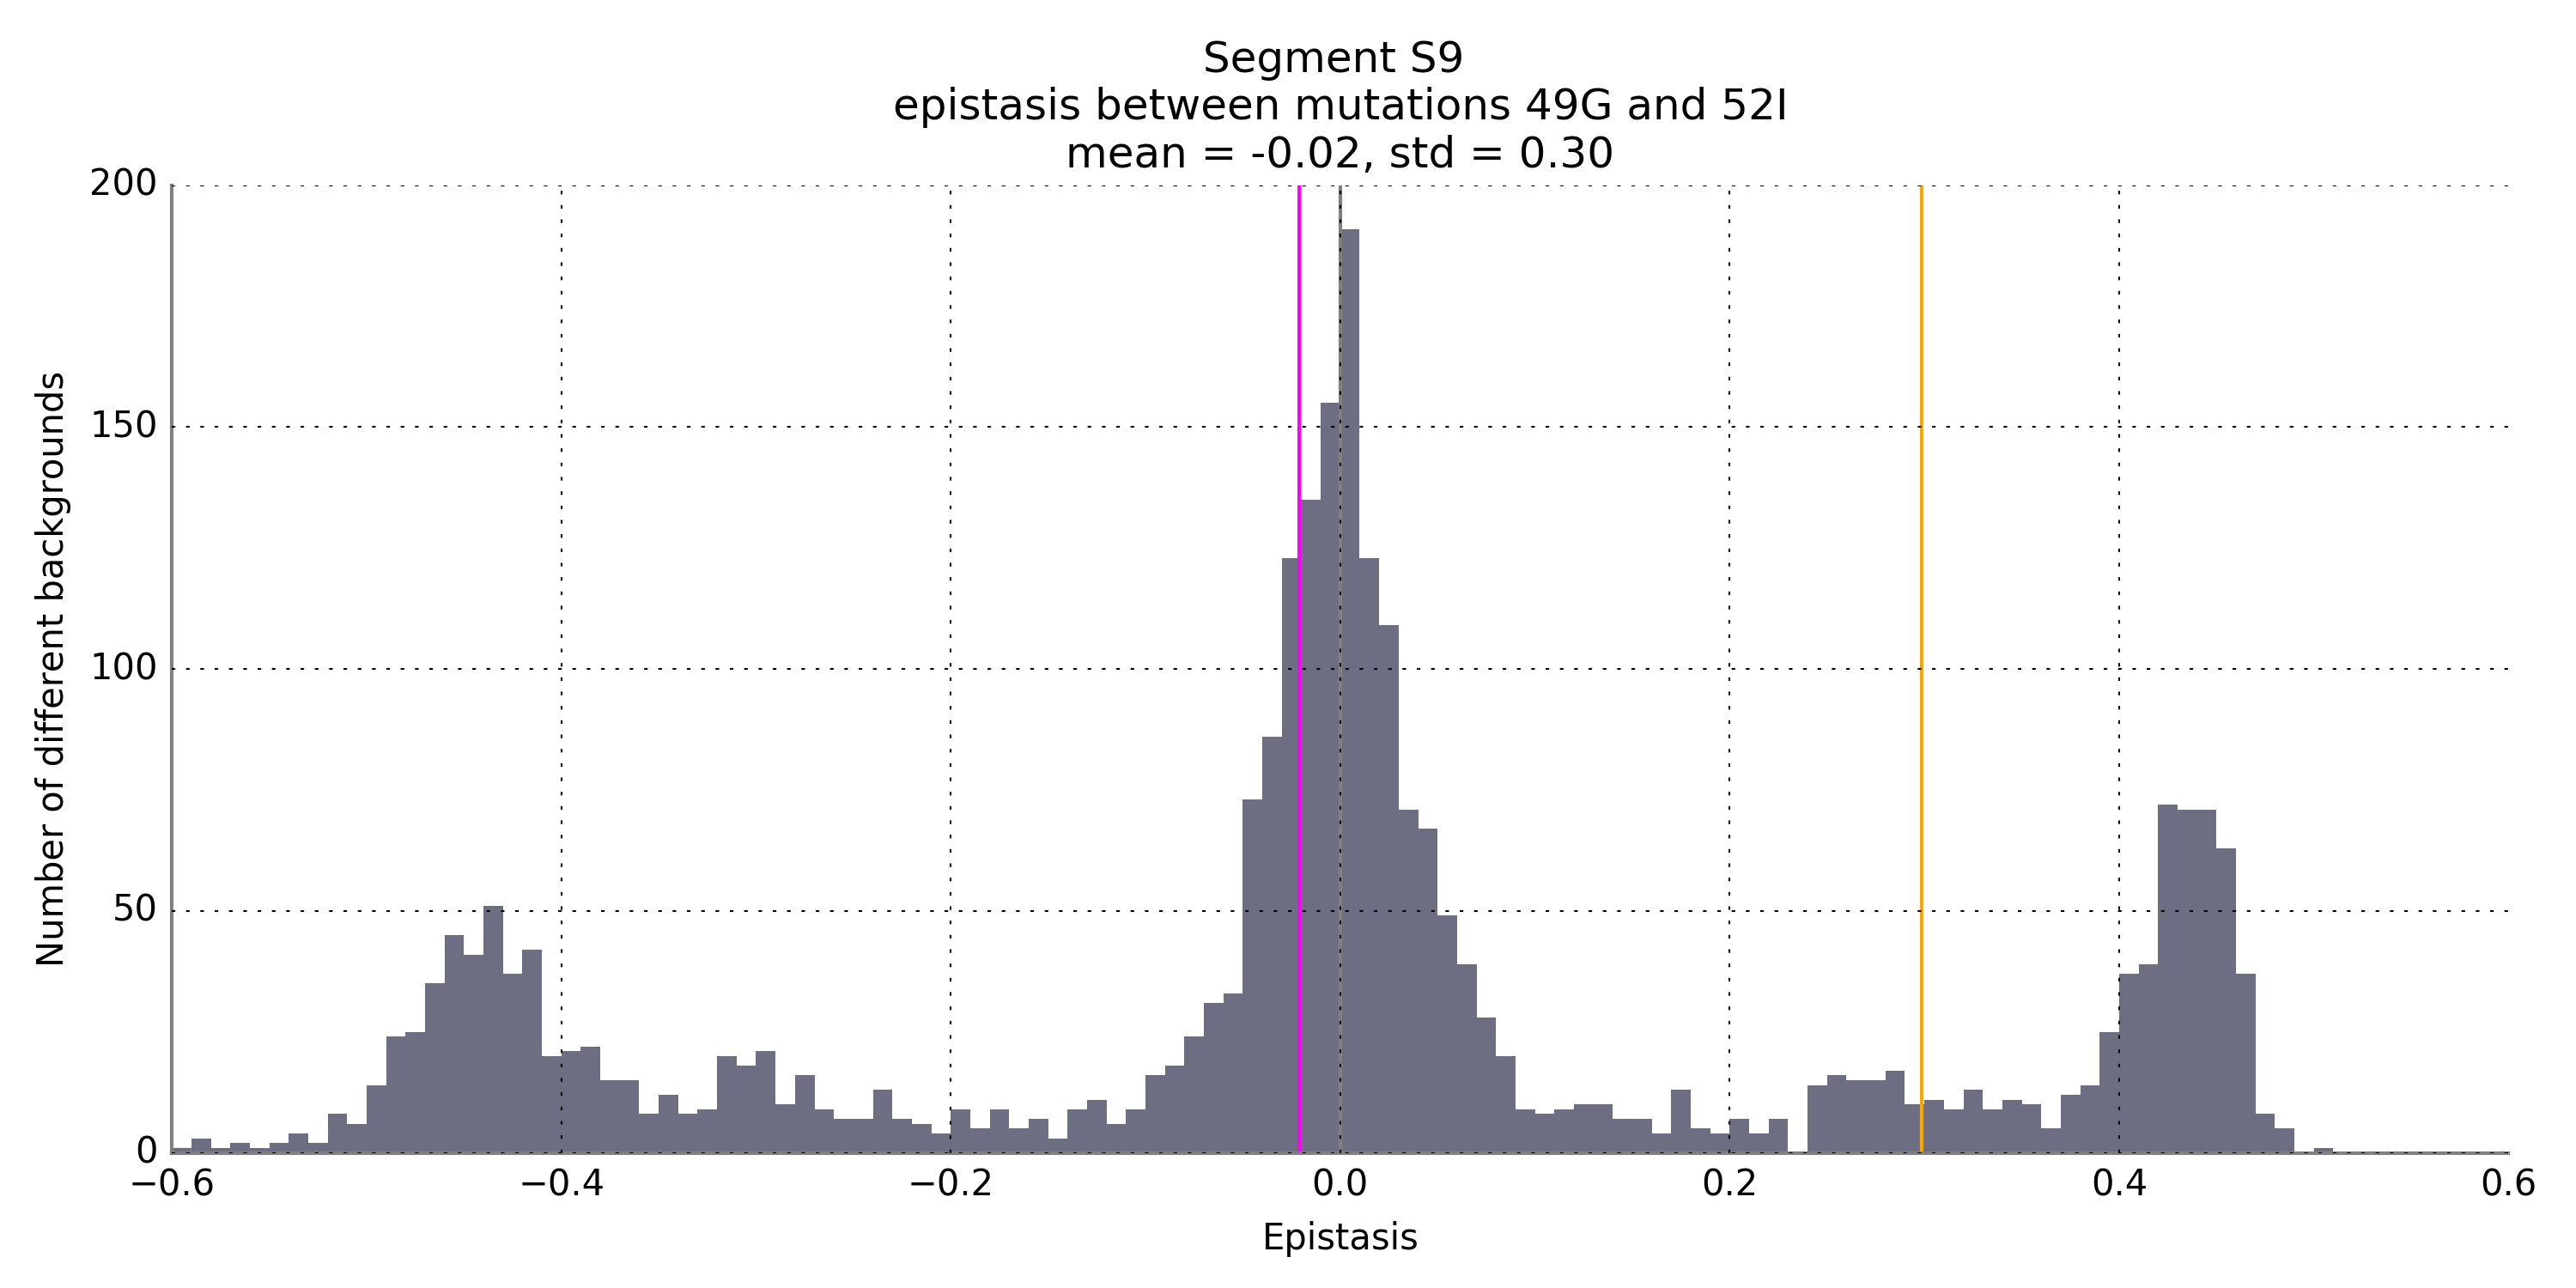 Segment S9
epistasis between mutations 49G and 52I
mean = -0.02, std = 0.30
Number of different backgrounds
200
150
100
50
0
−0.6
−0.4
−0.2
0.0
0.2
0.4
0.6
Epistasis